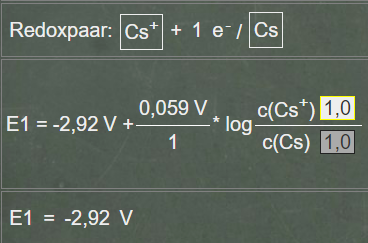 Redoxpaar: Cs⁺ + 1 e⁻ / Cs
E1 = -2,92 V + 0,059 V / 1 * log c(Cs⁺) 1,0 / c(Cs) 1,0
E1 = -2,92 V